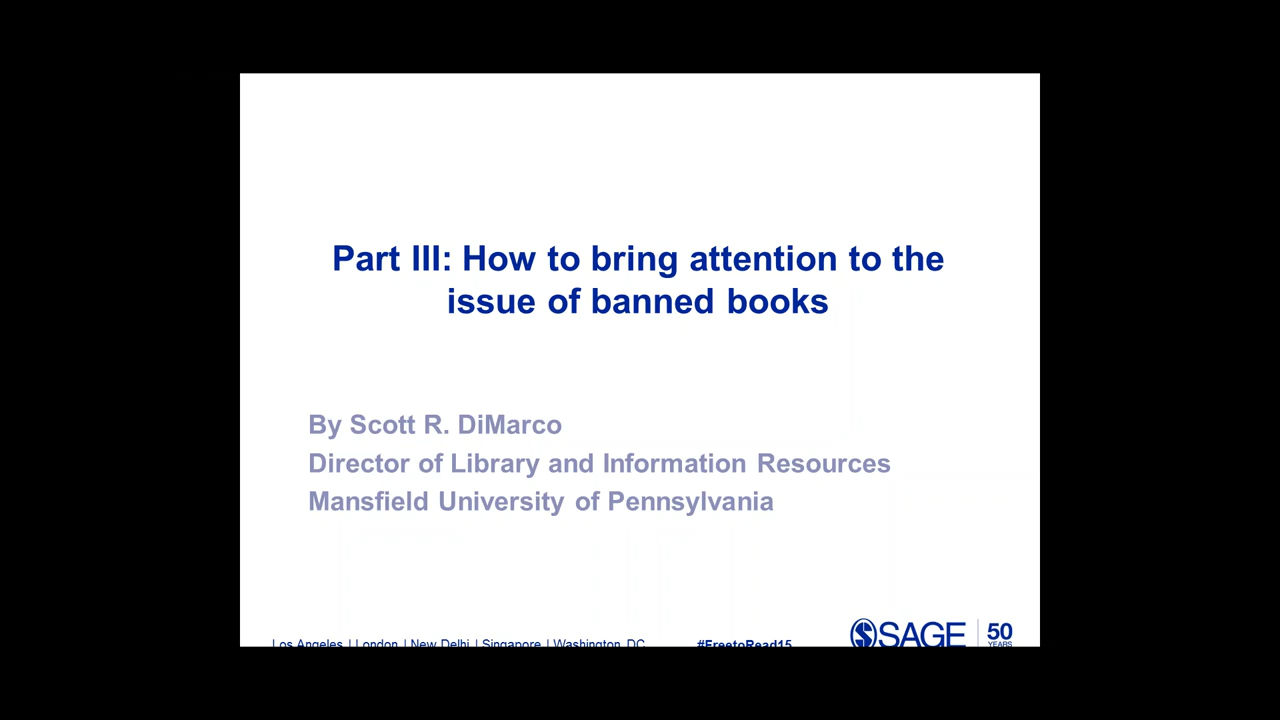 Part III: How to bring attention to the
issue of banned books
By Scott R. DiMarco
Director of Library and Information Resources
Mansfield University of Pennsylvania
Los Angeles | London | New Delhi | Singapore | Washington DC
#FreetoRead15
SAGE
50
YEARS